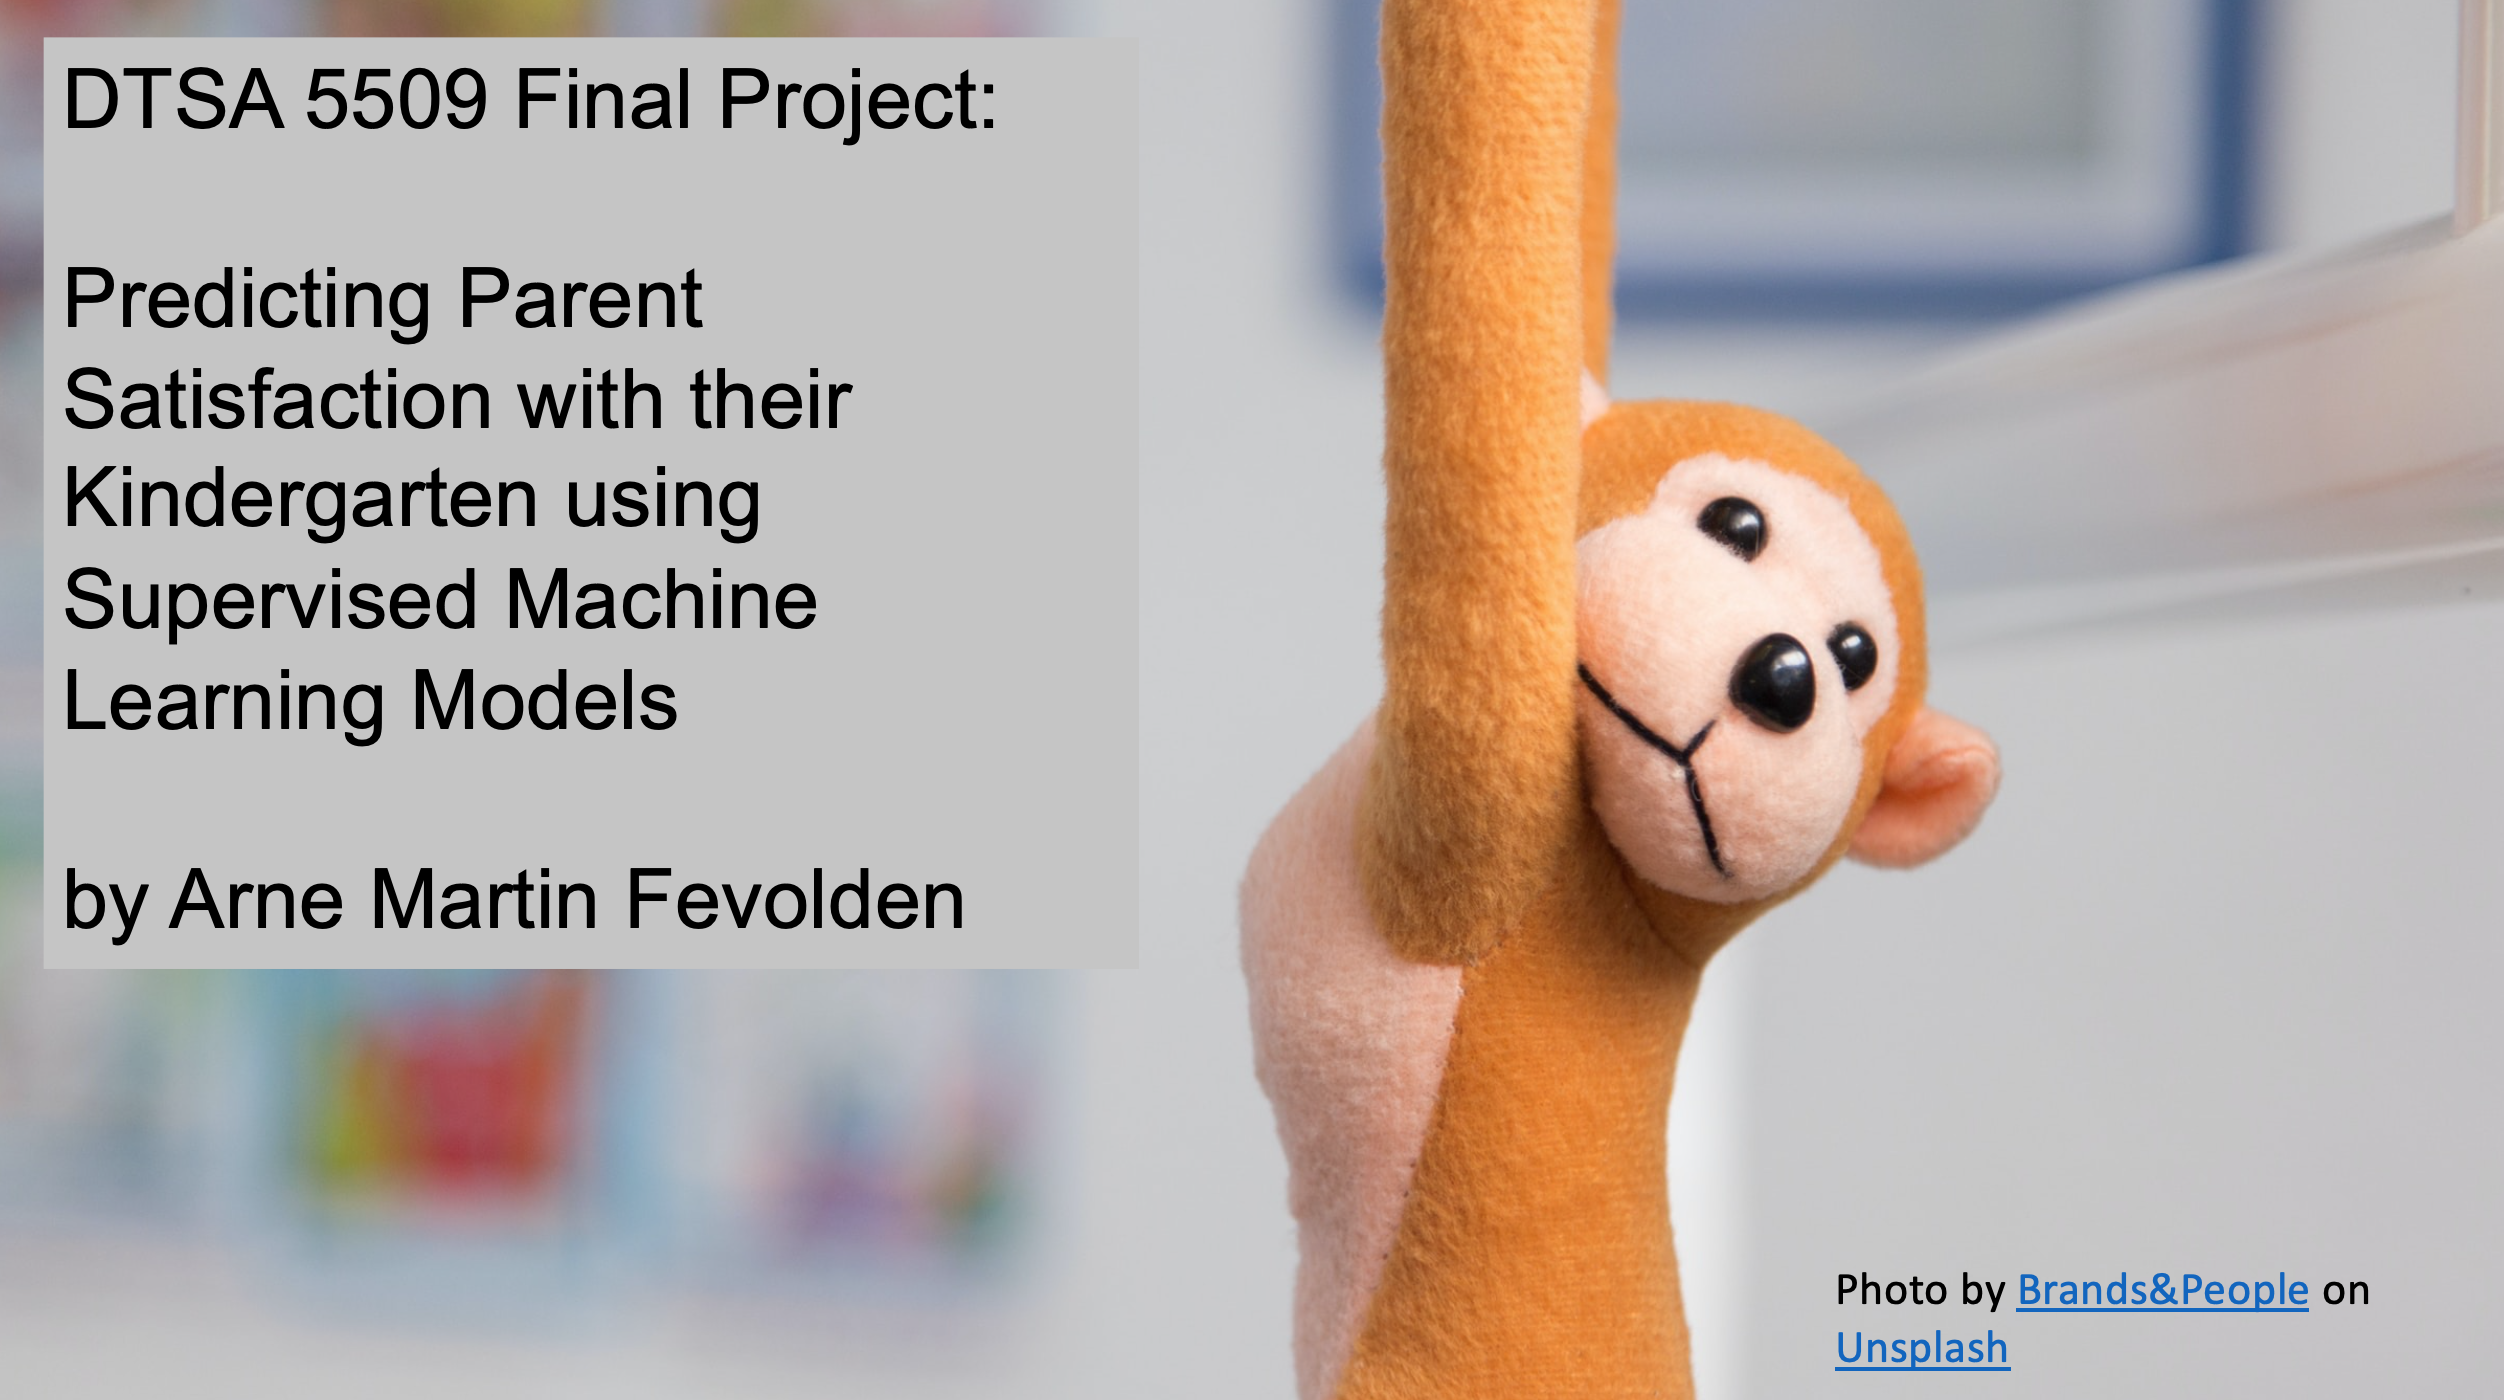 DTSA 5509 Final Project:
Predicting Parent
Satisfaction with their
Kindergarten using
Supervised Machine
Learning Models
by Arne Martin Fevolden
Photo by Brands&People on
Unsplash